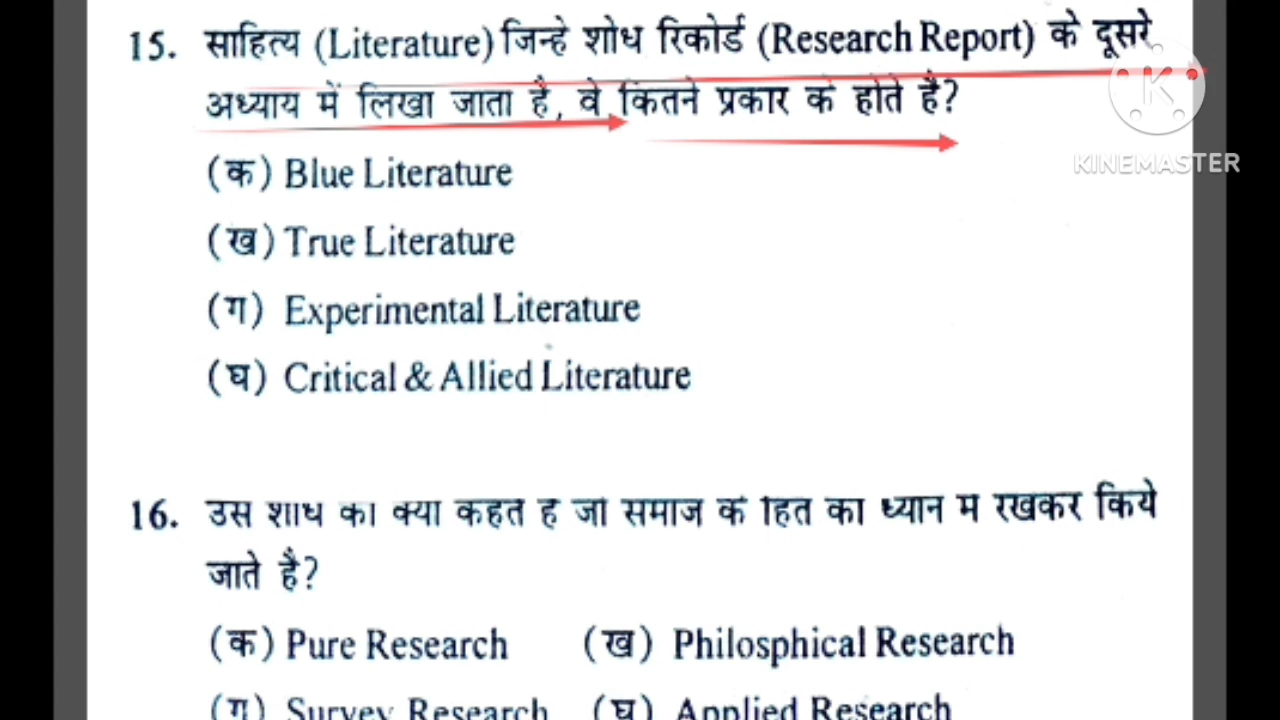 15. साहित्य (Literature) जिन्हे शोध रिकोर्ड (Research Report) के दूसरे
अध्याय में लिखा जाता है, वे कितने प्रकार के होते है?
KINEMASTER
(क) Blue Literature
(ख) True Literature
(ग) Experimental Literature
(घ) Critical & Allied Literature
16. उस शोध को क्या कहते है जो समाज के हित को ध्यान में रखकर किये
जाते है?
(क) Pure Research (ख) Philosphical Research
(ग) Survey Research (घ) Applied Research